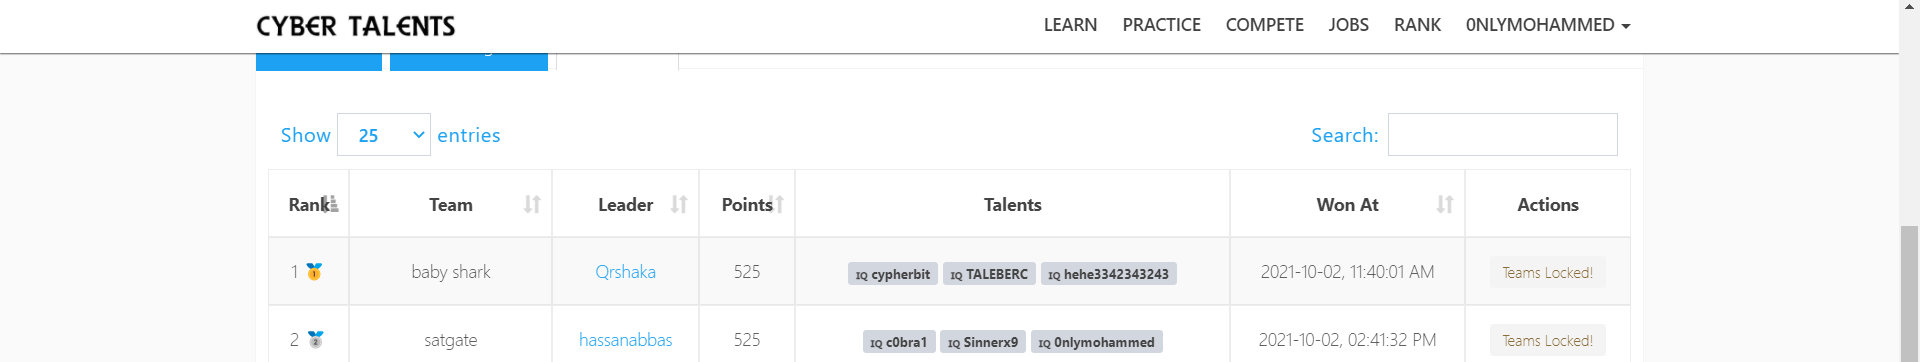 CYBER TALENTS LEARN PRACTICE COMPETE JOBS RANK 0NLYMOHAMMED
Show 25 entries Search:
Rank Team Leader Points Talents Won At Actions
1 baby shark Qrshaka 525 IQ cypherbit IQ TALEBERC IQ hehe3342343243 2021-10-02, 11:40:01 AM Teams Locked!
2 satgate hassanabbas 525 IQ c0bra1 IQ Sinnerx9 IQ 0nlymohammed 2021-10-02, 02:41:32 PM Teams Locked!